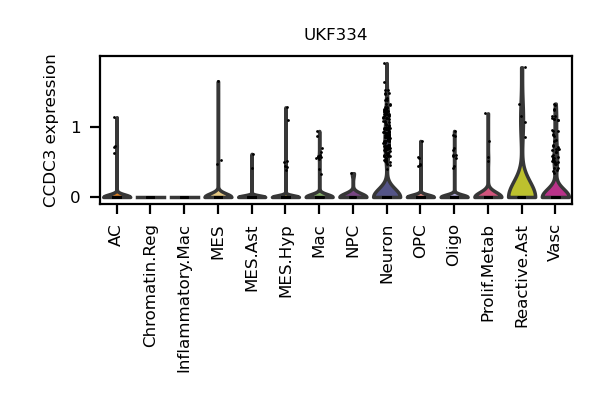 UKF334
CCDC3 expression
1
0
AC
Chromatin.Reg
Inflammatory.Mac
MES
MES.Ast
MES.Hyp
Mac
NPC
Neuron
OPC
Oligo
Prolif.Metab
Reactive.Ast
Vasc